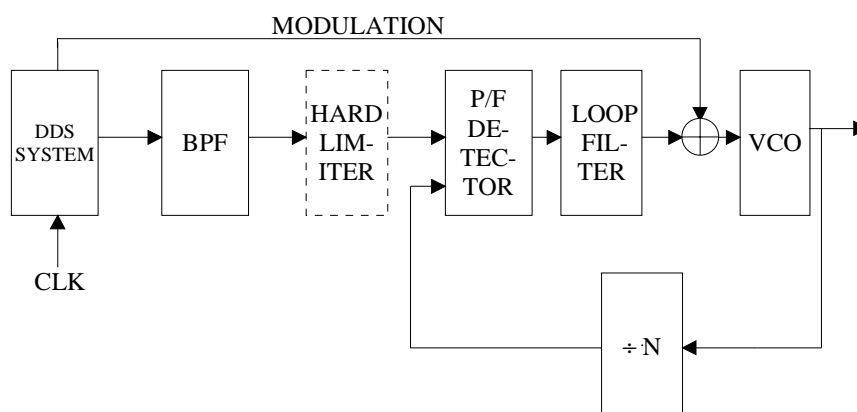 MODULATION
DDS
SYSTEM
BPF
HARD
LIM-
ITER
P/F
DE-
TEC-
TOR
LOOP
FIL-
TER
VCO
CLK
÷ N